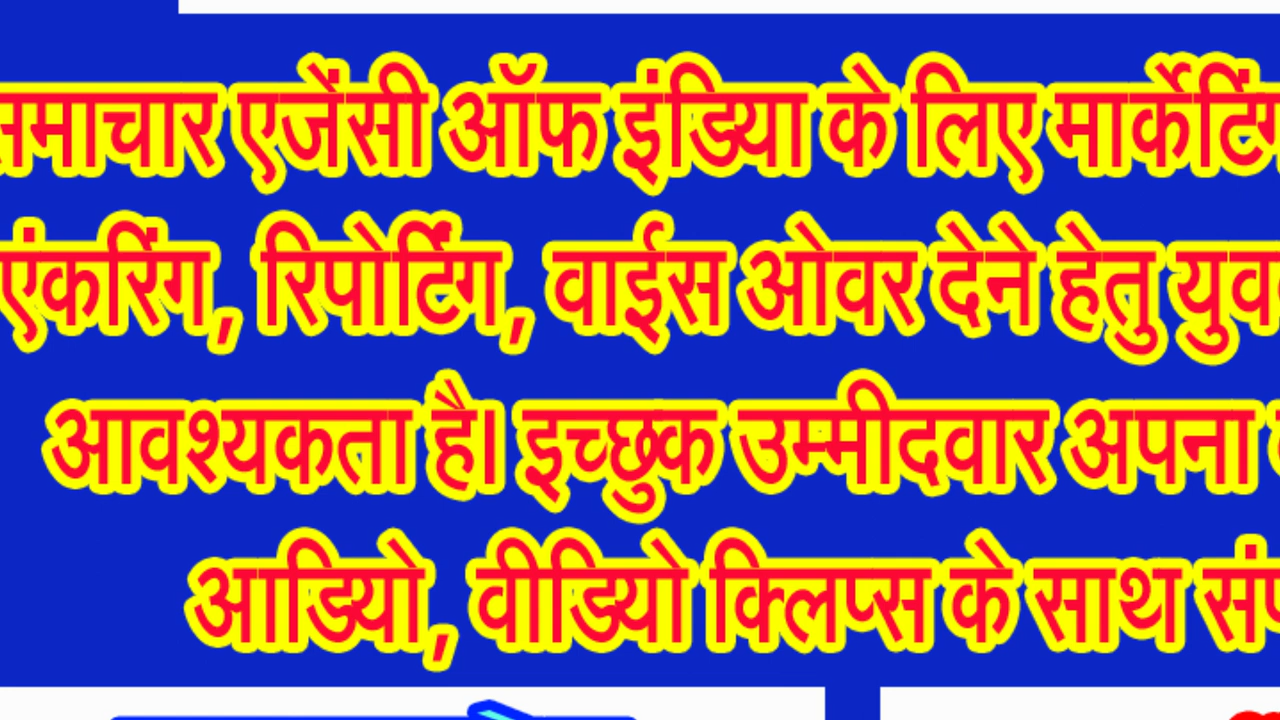 समाचार एजेंसी ऑफ इंडिया के लिए मार्केटिंग
एंकरिंग, रिपोर्टिंग, वाईस ओवर देने हेतु
आवश्यकता है। इच्छुक उम्मीदवार अपना
आडियो, वीडियो क्लिप्स के साथ